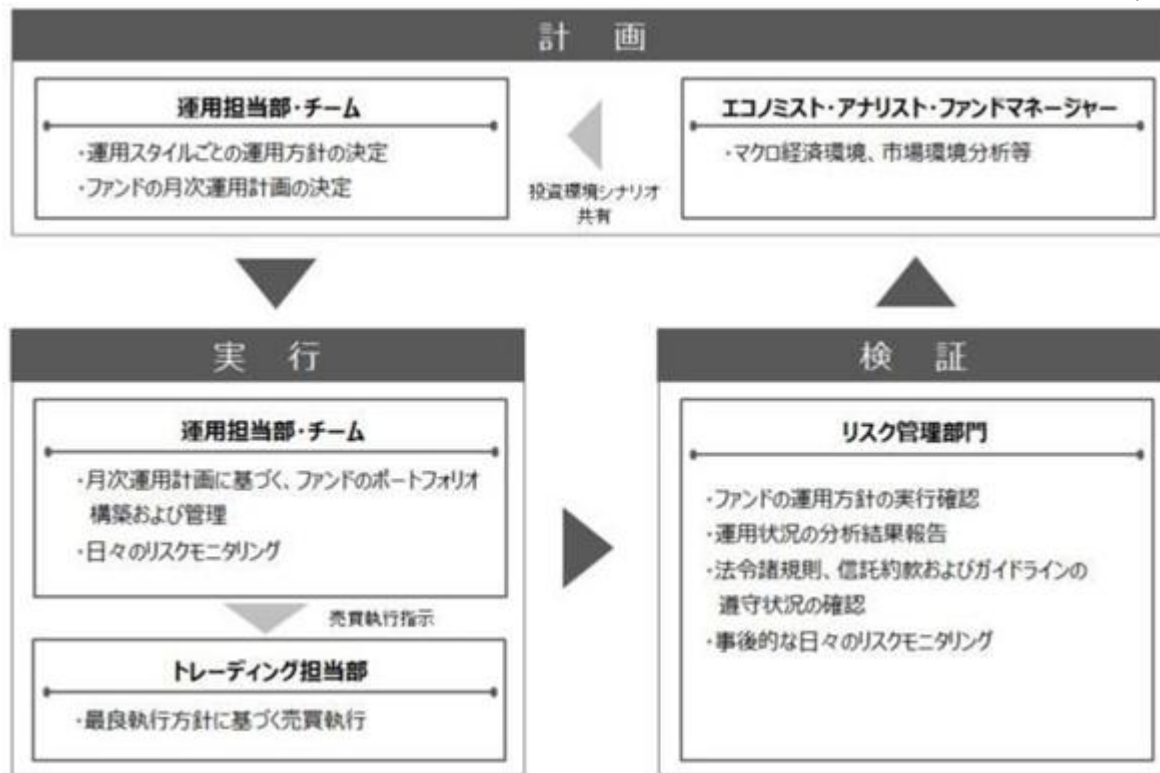 計 画
運用担当部・チーム
・運用スタイルごとの運用方針の決定
・ファンドの月次運用計画の決定
投資環境シナリオ
共有
エコノミスト・アナリスト・ファンドマネージャー
・マクロ経済環境、市場環境分析等
実 行
運用担当部・チーム
・月次運用計画に基づく、ファンドのポートフォリオ
構築および管理
・日々のリスクモニタリング
売買執行指示
トレーディング担当部
・最良執行方針に基づく売買執行
検 証
リスク管理部門
・ファンドの運用方針の実行確認
・運用状況の分析結果報告
・法令諸規則、信託約款およびガイドラインの
遵守状況の確認
・事後的な日々のリスクモニタリング